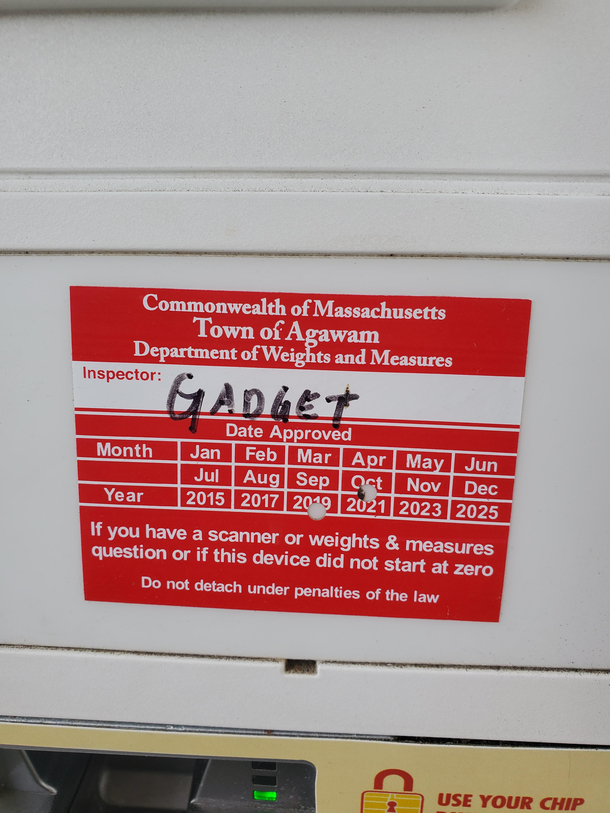 Commonwealth of Massachusetts
Town of Agawam
Department of Weights and Measures
Inspector: GADGET
Date Approved
Month Jan Feb Mar Apr May Jun
Jul Aug Sep Oct Nov Dec
Year 2015 2017 2019 2021 2023 2025
If you have a scanner or weights & measures
question or if this device did not start at zero
Do not detach under penalties of the law
USE YOUR CHIP